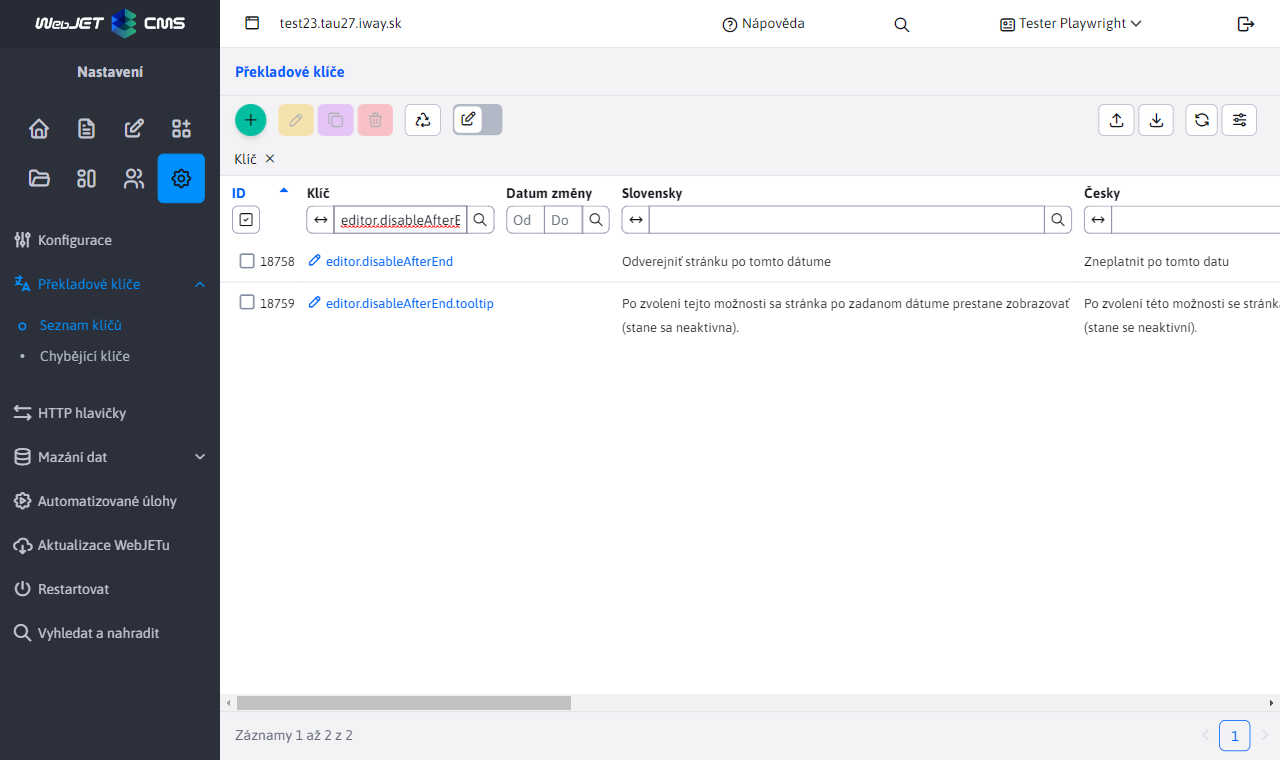 WebJET CMS
test23.tau27.iway.sk
Nápověda
Tester Playwright
Nastavení
Překladové klíče
Klíč
Konfigurace
Překladové klíče
Seznam klíčů
Chybějící klíče
HTTP hlavičky
Mazání dat
Automatizované úlohy
Aktualizace WebJETu
Restartovat
Vyhledat a nahradit
ID Klíč Datum změny Slovensky Česky
editor.disableAfterE Od Do
18758 editor.disableAfterEnd Odverejniť stránku po tomto dátume Zneplatnit po tomto datu
18759 editor.disableAfterEnd.tooltip Po zvolení tejto možnosti sa stránka po zadanom dátume prestane zobrazovať Po zvolení této možnosti se stránka
(stane sa neaktívna). (stane se neaktivní).
Záznamy 1 až 2 z 2
1